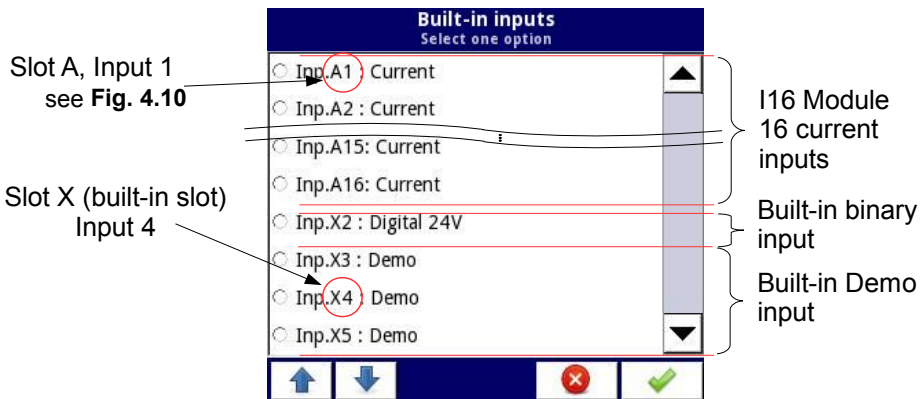 Built-in inputs
Select one option
Slot A, Input 1
see Fig. 4.10
Inp.A1 : Current
Inp.A2 : Current
Inp.A15: Current
Inp.A16: Current
I16 Module
16 current
inputs
Slot X (built-in slot)
Input 4
Inp.X2 : Digital 24V
Built-in binary
input
Inp.X3 : Demo
Inp.X4 : Demo
Inp.X5 : Demo
Built-in Demo
input